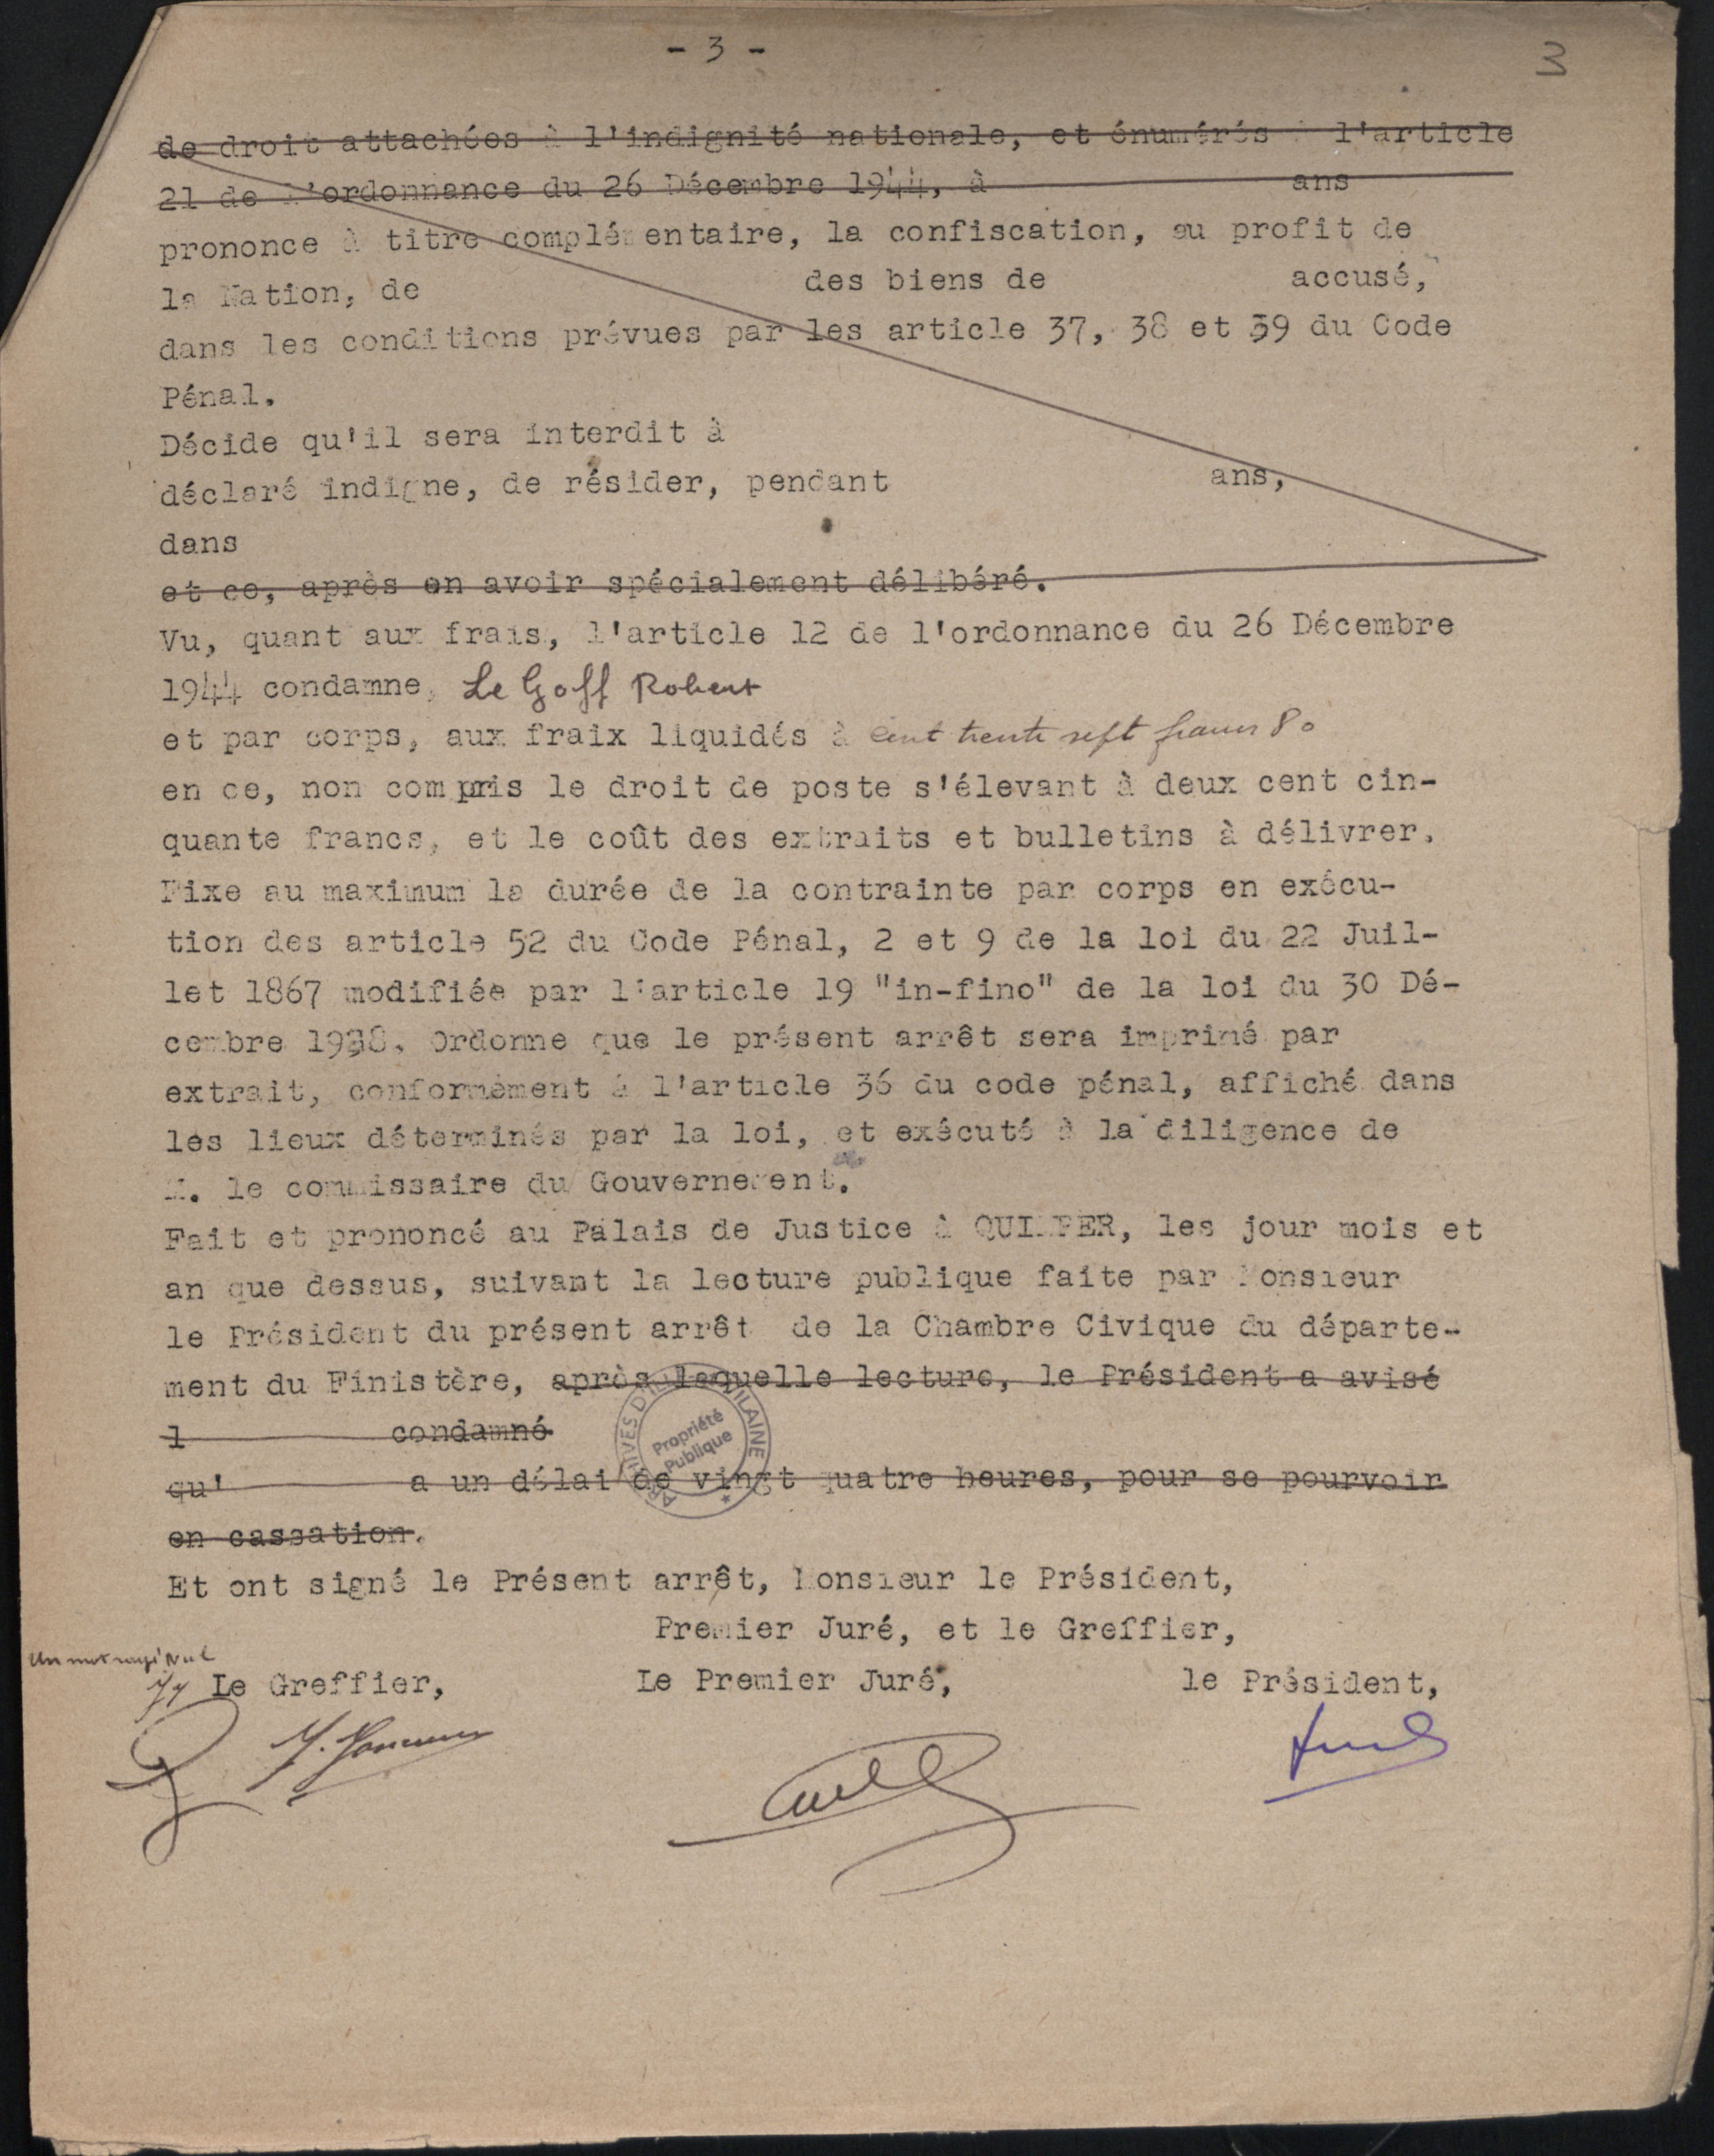 - 3 -
3
de droit attachées à l'indignité nationale, et énumérés à l'article
21 de l'ordonnance du 26 Décembre 1944, à ans
prononce à titre complémentaire, la confiscation, au profit de
la Nation, de des biens de accusé,
dans les conditions prévues par les article 37, 38 et 39 du Code
Pénal.
Décide qu'il sera interdit à
déclaré indigne, de résider, pendant ans,
dans
et ce, après en avoir spécialement délibéré.
Vu, quant aux frais, l'article 12 de l'ordonnance du 26 Décembre
1944 condamne, Le Goff Robert
et par corps, aux fraix liquidés à cent trente sept francs 80
en ce, non compris le droit de poste s'élevant à deux cent cin-
quante francs, et le coût des extraits et bulletins à délivrer.
Fixe au maximum la durée de la contrainte par corps en exécu-
tion des article 52 du Code Pénal, 2 et 9 de la loi du 22 Juil-
let 1867 modifiée par l'article 19 "in-fino" de la loi du 30 Dé-
cembre 1938. Ordonne que le présent arrêt sera imprimé par
extrait, conformément à l'article 36 du code pénal, affiché dans
les lieux déterminés par la loi, et exécuté à la diligence de
M. le commissaire du Gouvernement.
Fait et prononcé au Palais de Justice à QUIMPER, les jour mois et
an que dessus, suivant la lecture publique faite par Monsieur
le Président du présent arrêt de la Chambre Civique du départe-
ment du Finistère, après laquelle lecture, le Président a avisé
l condamné
qu' a un délai de vingt quatre heures, pour se pourvoir
en cassation.
ARCHIVES D'ILLE VILAINE
Propriété
Publique
Et ont signé le Présent arrêt, Monsieur le Président,
Premier Juré, et le Greffier,
Un mot rayé Nul
Le Greffier, Le Premier Juré, le Président,